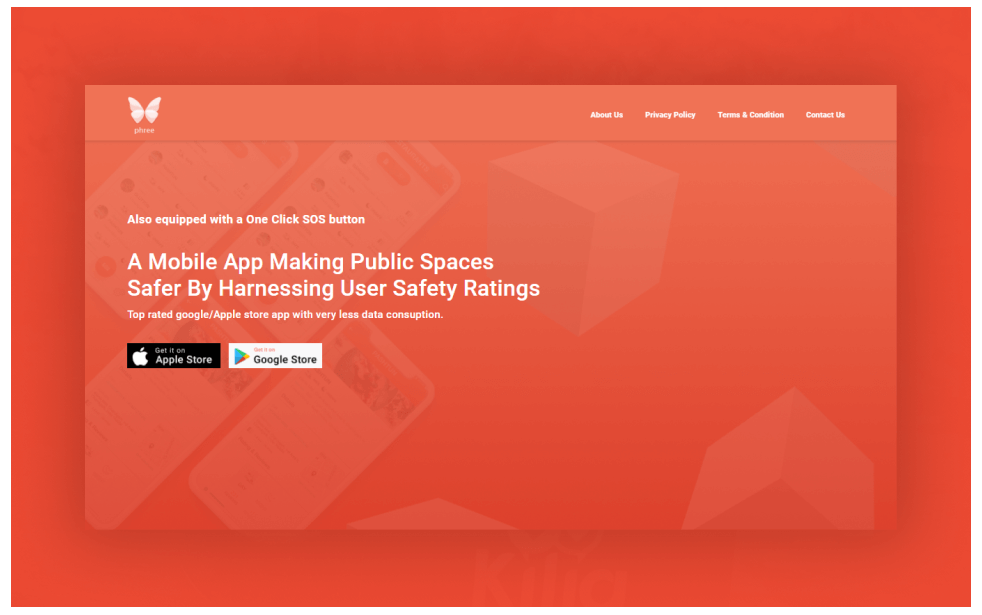 phree
About Us Privacy Policy Terms & Condition Contact Us
Also equipped with a One Click SOS button
A Mobile App Making Public Spaces
Safer By Harnessing User Safety Ratings
Top rated google/Apple store app with very less data consuption.
Get it on
Apple Store
Get it on
Google Store
Kilig